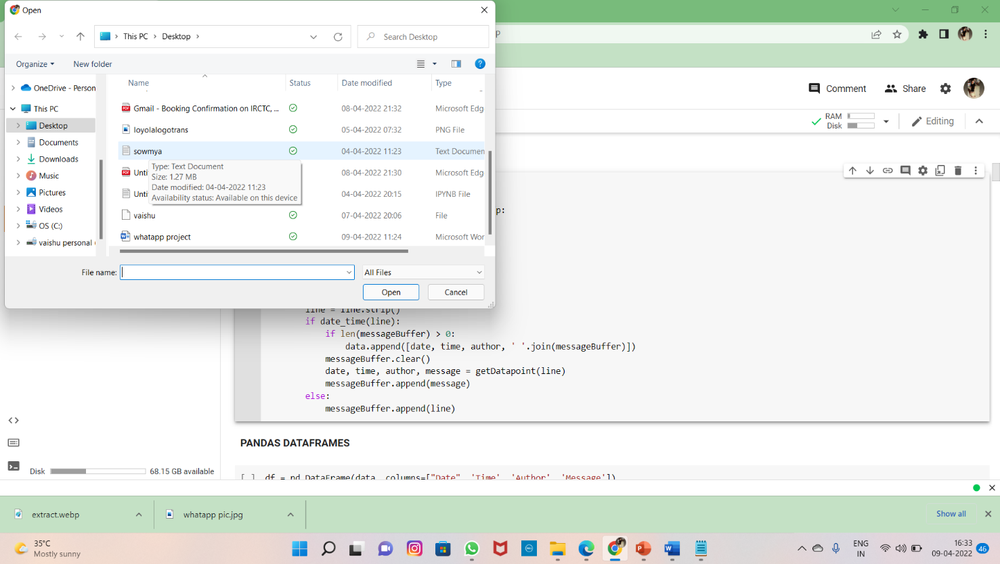 Open
This PC > Desktop >
Search Desktop
Organize
New folder
Name
Status
Date modified
Type
OneDrive - Person
This PC
Desktop
Documents
Downloads
Music
Pictures
Videos
OS (C:)
vaishu personal
Gmail - Booking Confirmation on IRCTC, ...
08-04-2022 21:32
Microsoft Edg
loyolalogotrans
05-04-2022 07:32
PNG File
sowmya
04-04-2022 11:23
Text Documen
Unti
08-04-2022 21:30
Microsoft Edg
Unti
04-04-2022 20:15
IPYNB File
vaishu
07-04-2022 20:06
File
whatapp project
09-04-2022 11:24
Microsoft Wor
Type: Text Document
Size: 1.27 MB
Date modified: 04-04-2022 11:23
Availability status: Available on this device
File name:
All Files
Open
Cancel
Comment
Share
RAM
Disk
Editing
p:
line = line.strip()
if date_time(line):
if len(messageBuffer) > 0:
data.append([date, time, author, ' '.join(messageBuffer)])
messageBuffer.clear()
date, time, author, message = getDatapoint(line)
messageBuffer.append(message)
else:
messageBuffer.append(line)
PANDAS DATAFRAMES
[ ] df = pd.DataFrame(data, columns=["Date", 'Time', 'Author', 'Message'])
Disk
68.15 GB available
extract.webp
whatapp pic.jpg
Show all
35°C
Mostly sunny
ENG
IN
16:33
09-04-2022
46